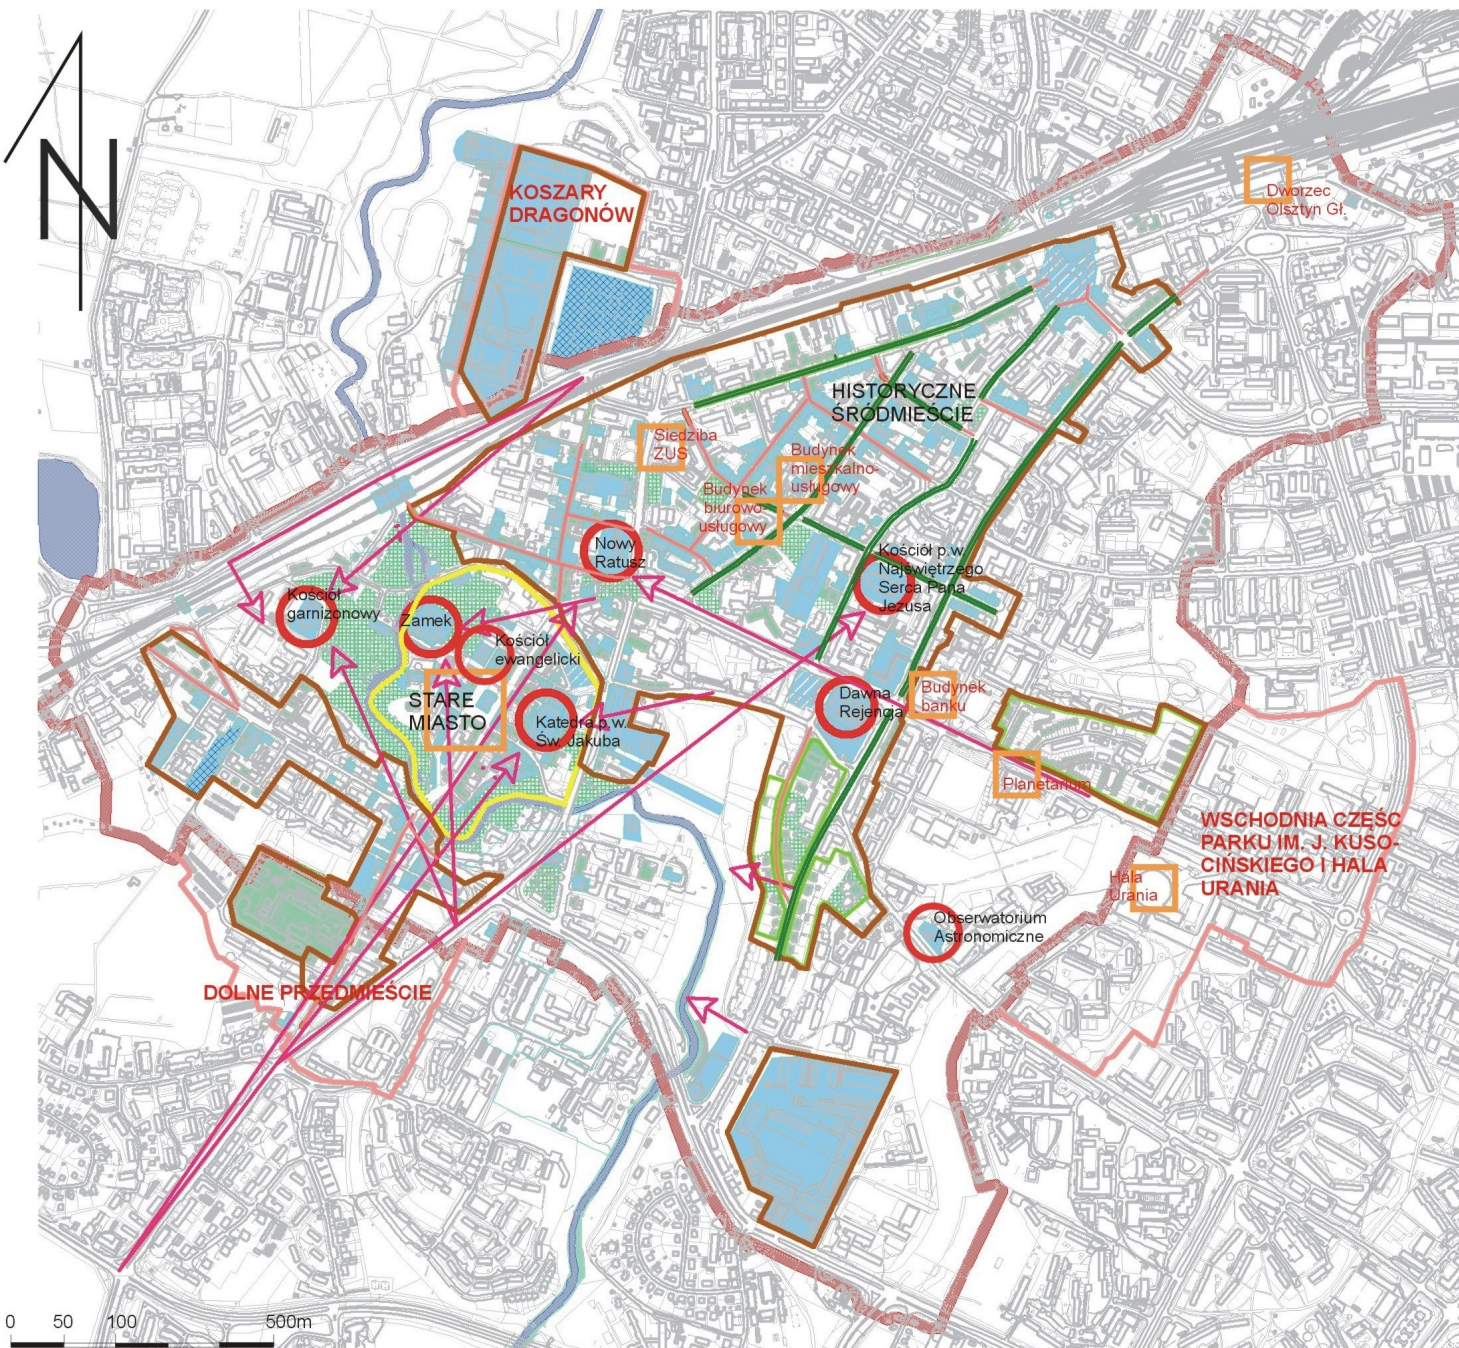 N
KOSZARY
DRAGONÓW
Dworzec
Olsztyn Gł.
HISTORYCZNE
ŚRÓDMIEŚCIE
Siedziba
ZUS
Budynek
mieszkalno-
usługowy
Budynek
biurowo-
usługowy
Nowy
Ratusz
Kościół p.w.
Najświętrzego
Serca Pana
Jezusa
Kościół
garnizonowy
Zamek
Kościół
ewangelicki
STARE
MIASTO
Katedra p.w.
Św. Jakuba
Dawna
Rejencja
Budynek
banku
Planetarium
WSCHODNIA CZĘŚĆ
PARKU IM. J. KUSO-
CIŃSKIEGO I HALA
URANIA
Hala
Urania
Obserwatorium
Astronomiczne
DOLNE PRZEDMIEŚCIE
0 50 100 500m